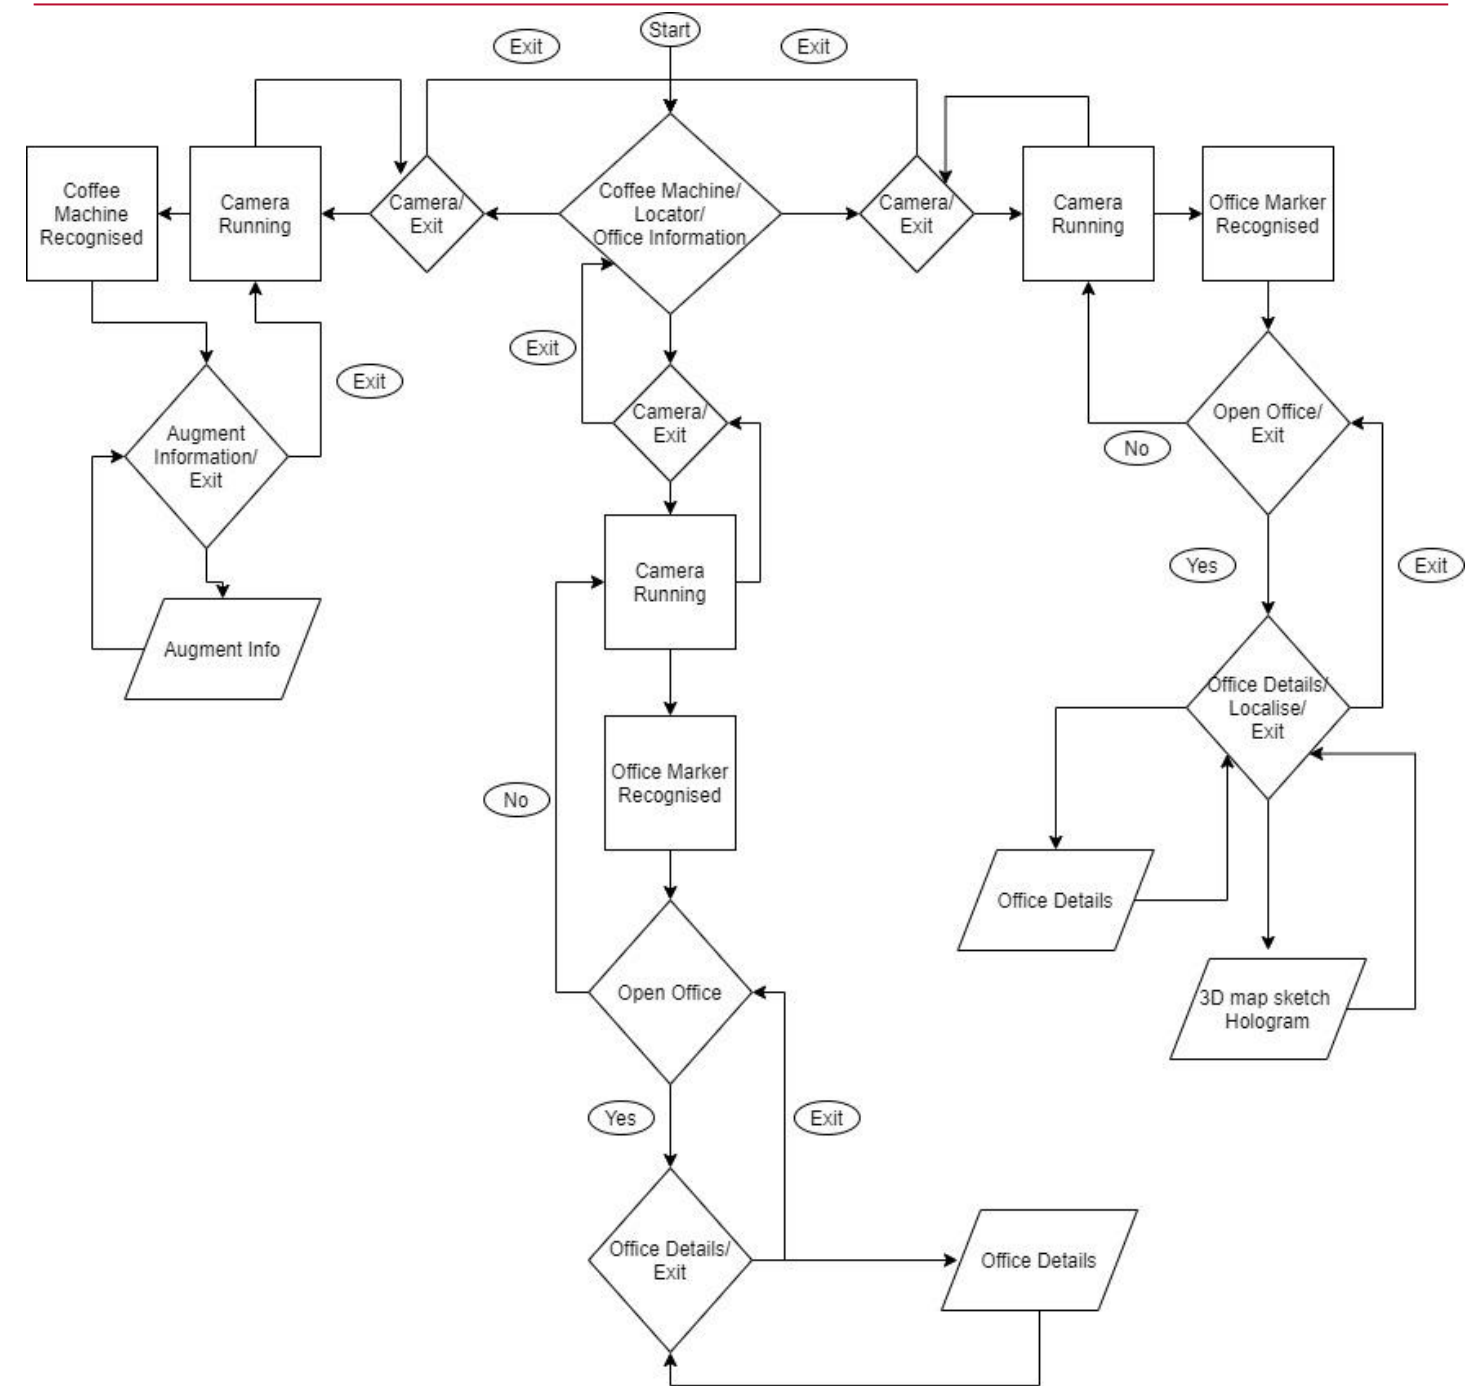 Start
Exit
Exit
Coffee
Machine
Recognised
Camera
Running
Camera/
Exit
Coffee Machine/
Locator/
Office Information
Camera/
Exit
Camera
Running
Office Marker
Recognised
Exit
Exit
Camera/
Exit
Open Office/
Exit
No
Augment
Information/
Exit
Yes
Exit
Camera
Running
Augment Info
Office Details/
Localise/
Exit
Office Marker
Recognised
No
Office Details
3D map sketch
Hologram
Open Office
Yes
Exit
Office Details/
Exit
Office Details